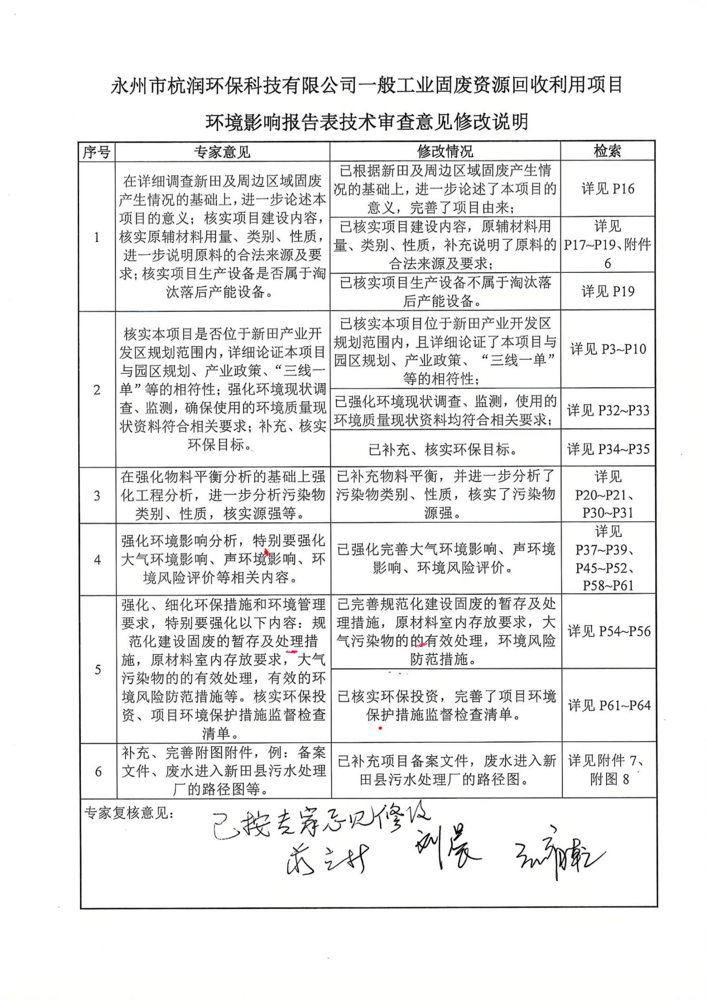 永州市杭润环保科技有限公司一般工业固废资源回收利用项目
环境影响报告表技术审查意见修改说明
序号 专家意见 修改情况 检索
1
在详细调查新田及周边区域固废
产生情况的基础上，进一步论述本
项目的意义；核实项目建设内容，
核实原辅材料用量、类别、性质，
进一步说明原料的合法来源及要
求；核实项目生产设备是否属于淘
汰落后产能设备。
已根据新田及周边区域固废产生情
况的基础上，进一步论述了本项目的
意义，完善了项目由来；
详见 P16
已核实项目建设内容，原辅材料用
量、类别、性质，补充说明了原料的
合法来源及要求；
详见
P17~P19、附件
6
已核实项目生产设备不属于淘汰落
后产能设备。
详见 P19
2
核实本项目是否位于新田产业开
发区规划范围内，详细论证本项目
与园区规划、产业政策、“三线一
单”等的相符性；强化环境现状调
查、监测，确保使用的环境质量现
状资料符合相关要求；补充、核实
环保目标。
已核实本项目位于新田产业开发区
规划范围内，且详细论证了本项目与
园区规划、产业政策、“三线一单”
等的相符性；
详见 P3~P10
已强化环境现状调查、监测，使用的
环境质量现状资料均符合相关要求；
详见 P32~P33
已补充、核实环保目标。
详见 P34~P35
3
在强化物料平衡分析的基础上强
化工程分析，进一步分析污染物
类别、性质，核实源强等。
已补充物料平衡，并进一步分析了
污染物类别、性质，核实了污染物
源强。
详见
P20~P21、
P30~P31
4
强化环境影响分析，特别要强化
大气环境影响、声环境影响、环
境风险评价等相关内容。
已强化完善大气环境影响、声环境
影响、环境风险评价。
详见
P37~P39、
P45~P52、
P58~P61
5
强化、细化环保措施和环境管理
要求，特别要强化以下内容：规
范化建设固废的暂存及处理措
施，原材料室内存放要求，大气
污染物的的有效处理，有效的环
境风险防范措施等。核实环保投
资、项目环境保护措施监督检查
清单。
已完善规范化建设固废的暂存及处
理措施，原材料室内存放要求，大
气污染物的的有效处理，环境风险
防范措施。
详见 P54~P56
已核实环保投资，完善了项目环境
保护措施监督检查清单。
详见 P61~P64
6
补充、完善附图附件，例：备案
文件、废水进入新田县污水处理
厂的路径图等。
已补充项目备案文件，废水进入新
田县污水处理厂的路径图。
详见附件 7、
附图 8
专家复核意见：
已按专家意见修改
刘晨